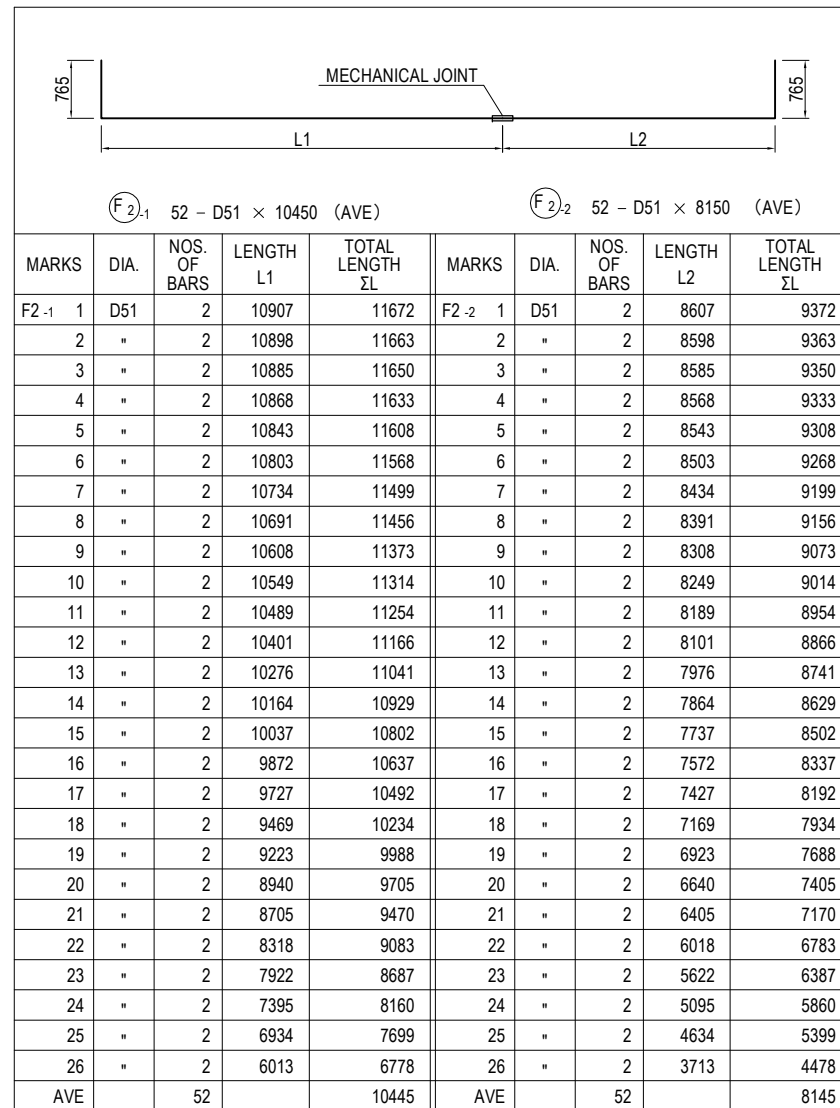 765
MECHANICAL JOINT
765
L1
L2
F 2 -1 52 − D51 × 10450 (AVE)
F 2 -2 52 − D51 × 8150 (AVE)
MARKS DIA. NOS. OF BARS LENGTH L1 TOTAL LENGTH ΣL MARKS DIA. NOS. OF BARS LENGTH L2 TOTAL LENGTH ΣL
F2 -1 1 D51 2 10907 11672 F2 -2 1 D51 2 8607 9372
2 " 2 10898 11663 2 " 2 8598 9363
3 " 2 10885 11650 3 " 2 8585 9350
4 " 2 10868 11633 4 " 2 8568 9333
5 " 2 10843 11608 5 " 2 8543 9308
6 " 2 10803 11568 6 " 2 8503 9268
7 " 2 10734 11499 7 " 2 8434 9199
8 " 2 10691 11456 8 " 2 8391 9156
9 " 2 10608 11373 9 " 2 8308 9073
10 " 2 10549 11314 10 " 2 8249 9014
11 " 2 10489 11254 11 " 2 8189 8954
12 " 2 10401 11166 12 " 2 8101 8866
13 " 2 10276 11041 13 " 2 7976 8741
14 " 2 10164 10929 14 " 2 7864 8629
15 " 2 10037 10802 15 " 2 7737 8502
16 " 2 9872 10637 16 " 2 7572 8337
17 " 2 9727 10492 17 " 2 7427 8192
18 " 2 9469 10234 18 " 2 7169 7934
19 " 2 9223 9988 19 " 2 6923 7688
20 " 2 8940 9705 20 " 2 6640 7405
21 " 2 8705 9470 21 " 2 6405 7170
22 " 2 8318 9083 22 " 2 6018 6783
23 " 2 7922 8687 23 " 2 5622 6387
24 " 2 7395 8160 24 " 2 5095 5860
25 " 2 6934 7699 25 " 2 4634 5399
26 " 2 6013 6778 26 " 2 3713 4478
AVE 52 10445 AVE 52 8145